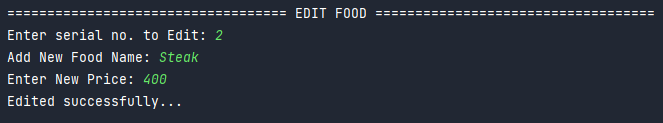 =================================== EDIT FOOD ===================================
Enter serial no. to Edit: 2
Add New Food Name: Steak
Enter New Price: 400
Edited successfully...